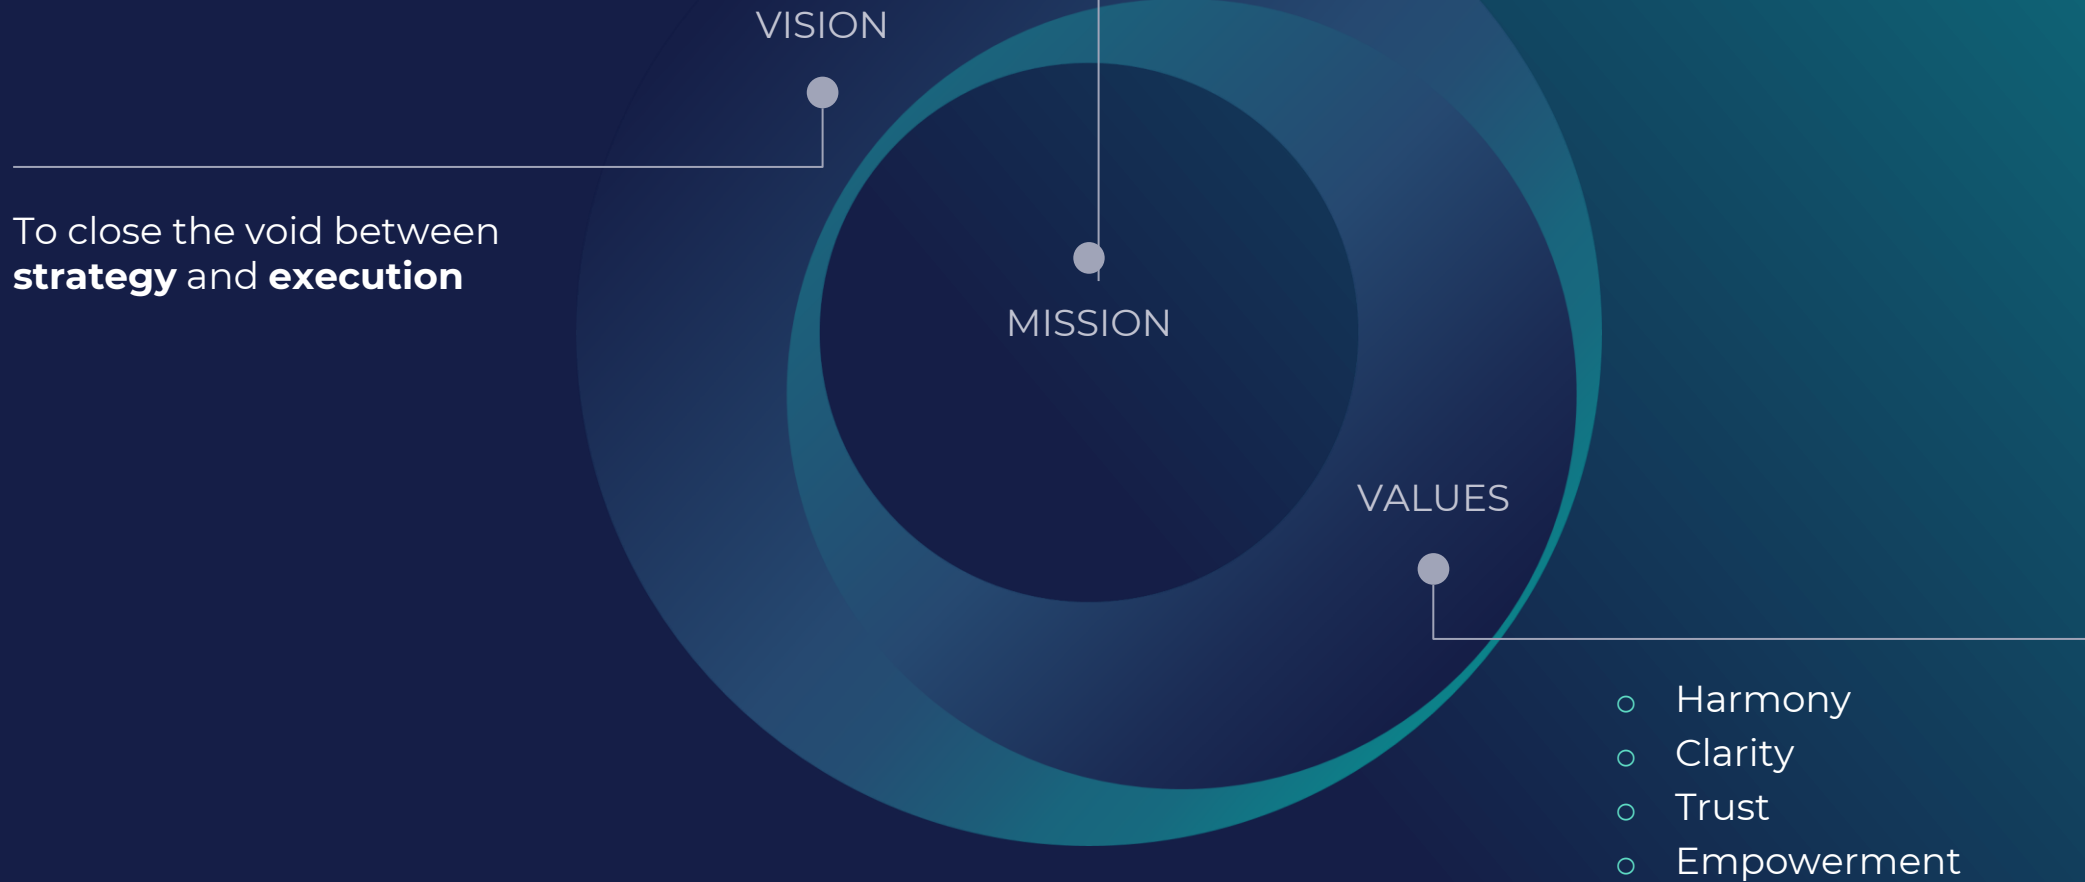 VISION
To close the void between
strategy and execution
MISSION
VALUES
Harmony
Clarity
Trust
Empowerment